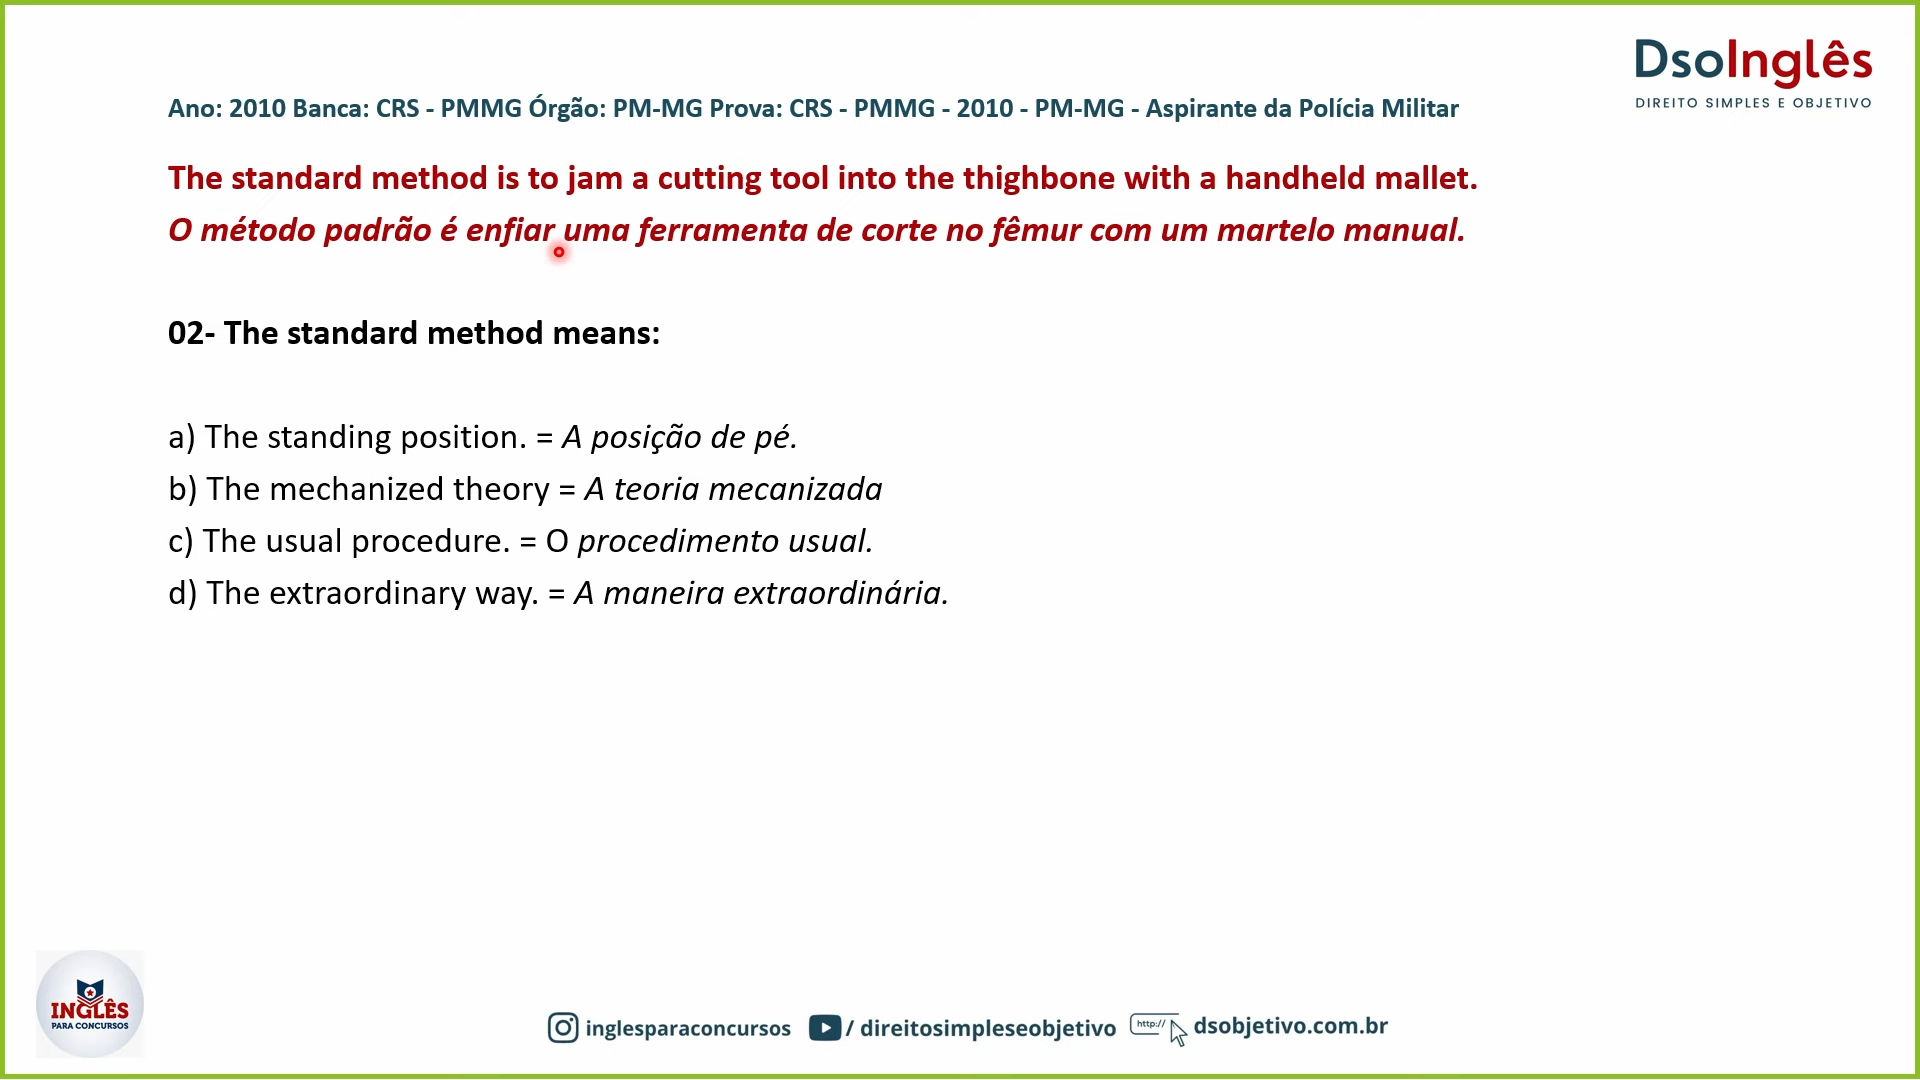 DsoInglês
DIREITO SIMPLES E OBJETIVO
Ano: 2010 Banca: CRS - PMMG Órgão: PM-MG Prova: CRS - PMMG - 2010 - PM-MG - Aspirante da Polícia Militar
The standard method is to jam a cutting tool into the thighbone with a handheld mallet.
O método padrão é enfiar uma ferramenta de corte no fêmur com um martelo manual.
02- The standard method means:
a) The standing position. = A posição de pé.
b) The mechanized theory = A teoria mecanizada
c) The usual procedure. = O procedimento usual.
d) The extraordinary way. = A maneira extraordinária.
INGLÊS
PARA CONCURSOS
inglesparaconcursos / direitosimpleseobjetivo http:// dsobjetivo.com.br